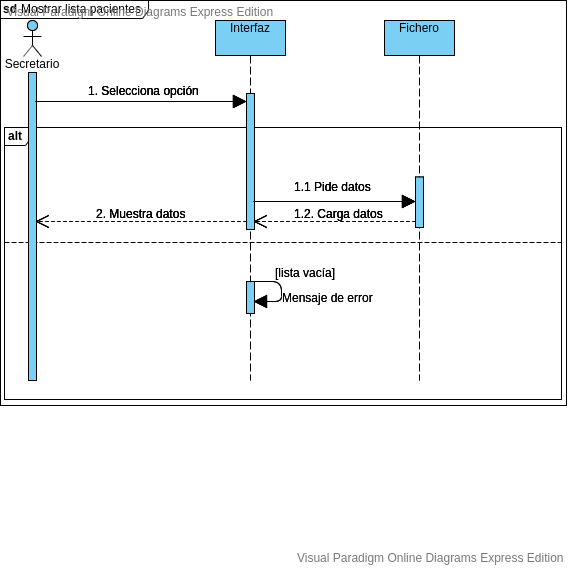 sd Mostrar lista pacientes
Visual Paradigm Online Diagrams Express Edition
Interfaz
Fichero
Secretario
1. Selecciona opción
alt
1.1 Pide datos
2. Muestra datos
1.2. Carga datos
[lista vacía]
Mensaje de error
Visual Paradigm Online Diagrams Express Edition